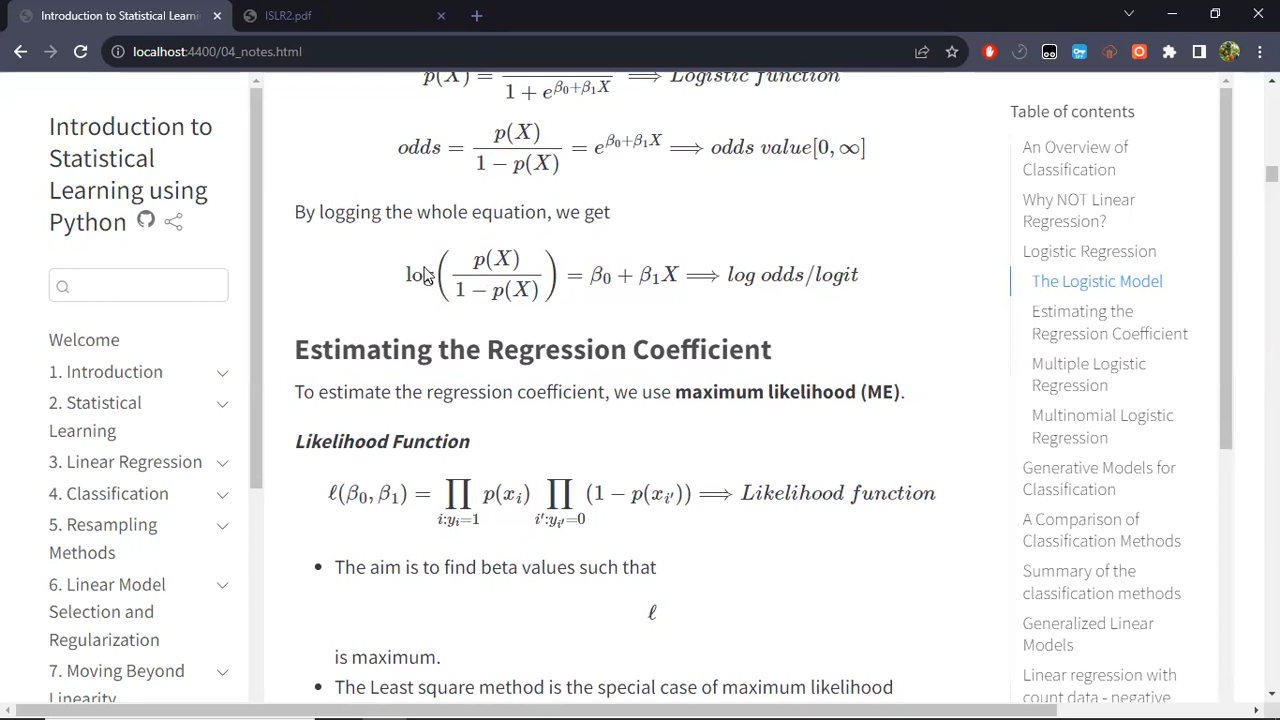 Introduction to Statistical Learni
ISLR2.pdf
localhost:4400/04_notes.html
Introduction to
Statistical
Learning using
Python
Welcome
1. Introduction
2. Statistical
Learning
3. Linear Regression
4. Classification
5. Resampling
Methods
6. Linear Model
Selection and
Regularization
7. Moving Beyond
Linearity
p(X) = / 1 + e^{β₀+β₁X} ⟹ Logistic function
odds = p(X) / 1 − p(X) = e^{β₀+β₁X} ⟹ odds value[0, ∞]
By logging the whole equation, we get
log( p(X) / 1 − p(X) ) = β₀ + β₁X ⟹ log odds/logit
Estimating the Regression Coefficient
To estimate the regression coefficient, we use maximum likelihood (ME).
Likelihood Function
ℓ(β₀, β₁) = ∏_{i:y_i=1} p(x_i) ∏_{i′:y_{i′}=0} (1 − p(x_{i′})) ⟹ Likelihood function
• The aim is to find beta values such that
ℓ
is maximum.
• The Least square method is the special case of maximum likelihood
Table of contents
An Overview of
Classification
Why NOT Linear
Regression?
Logistic Regression
The Logistic Model
Estimating the
Regression Coefficient
Multiple Logistic
Regression
Multinomial Logistic
Regression
Generative Models for
Classification
A Comparison of
Classification Methods
Summary of the
classification methods
Generalized Linear
Models
Linear regression with
count data - negative